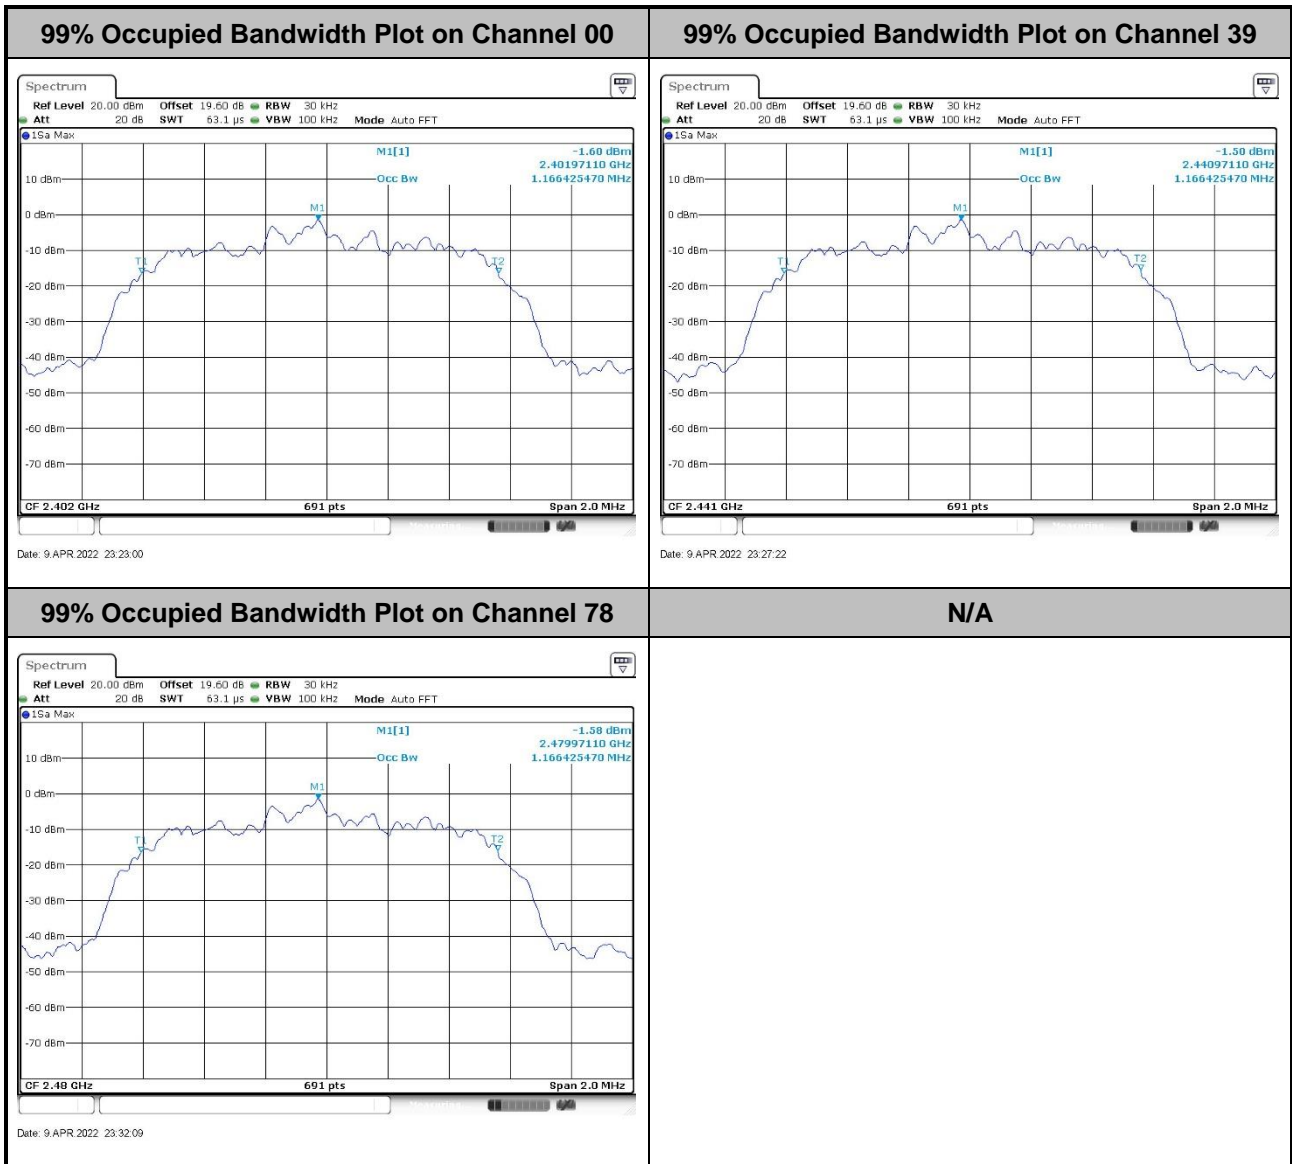 99% Occupied Bandwidth Plot on Channel 00
99% Occupied Bandwidth Plot on Channel 39
Spectrum
Ref Level 20.00 dBm Offset 19.60 dB RBW 30 kHz
Att 20 dB SWT 63.1 µs VBW 100 kHz Mode Auto FFT
1Sa Max
M1[1] -1.60 dBm
2.40197110 GHz
10 dBm Occ Bw 1.166425470 MHz
M1
0 dBm
-10 dBm
T1 T2
-20 dBm
-30 dBm
-40 dBm
-50 dBm
-60 dBm
-70 dBm
CF 2.402 GHz 691 pts Span 2.0 MHz
Date: 9.APR.2022 23:23:00
Spectrum
Ref Level 20.00 dBm Offset 19.60 dB RBW 30 kHz
Att 20 dB SWT 63.1 µs VBW 100 kHz Mode Auto FFT
1Sa Max
M1[1] -1.50 dBm
2.44097110 GHz
10 dBm Occ Bw 1.166425470 MHz
M1
0 dBm
-10 dBm
T1 T2
-20 dBm
-30 dBm
-40 dBm
-50 dBm
-60 dBm
-70 dBm
CF 2.441 GHz 691 pts Span 2.0 MHz
Date: 9.APR.2022 23:27:22
99% Occupied Bandwidth Plot on Channel 78
N/A
Spectrum
Ref Level 20.00 dBm Offset 19.60 dB RBW 30 kHz
Att 20 dB SWT 63.1 µs VBW 100 kHz Mode Auto FFT
1Sa Max
M1[1] -1.58 dBm
2.47997110 GHz
10 dBm Occ Bw 1.166425470 MHz
M1
0 dBm
-10 dBm
T1 T2
-20 dBm
-30 dBm
-40 dBm
-50 dBm
-60 dBm
-70 dBm
CF 2.48 GHz 691 pts Span 2.0 MHz
Date: 9.APR.2022 23:32:09